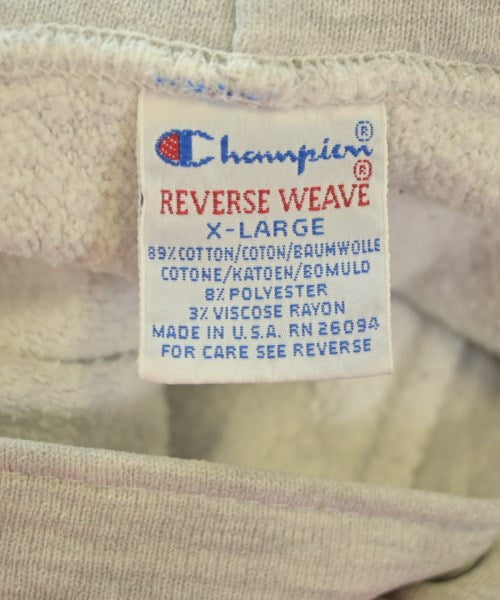 Champion®
REVERSE WEAVE®
X-LARGE
89% COTTON/COTON/BAUMWOLLE
COTONE/KATOEN/BOMULD
8% POLYESTER
3% VISCOSE RAYON
MADE IN U.S.A. RN 26094
FOR CARE SEE REVERSE